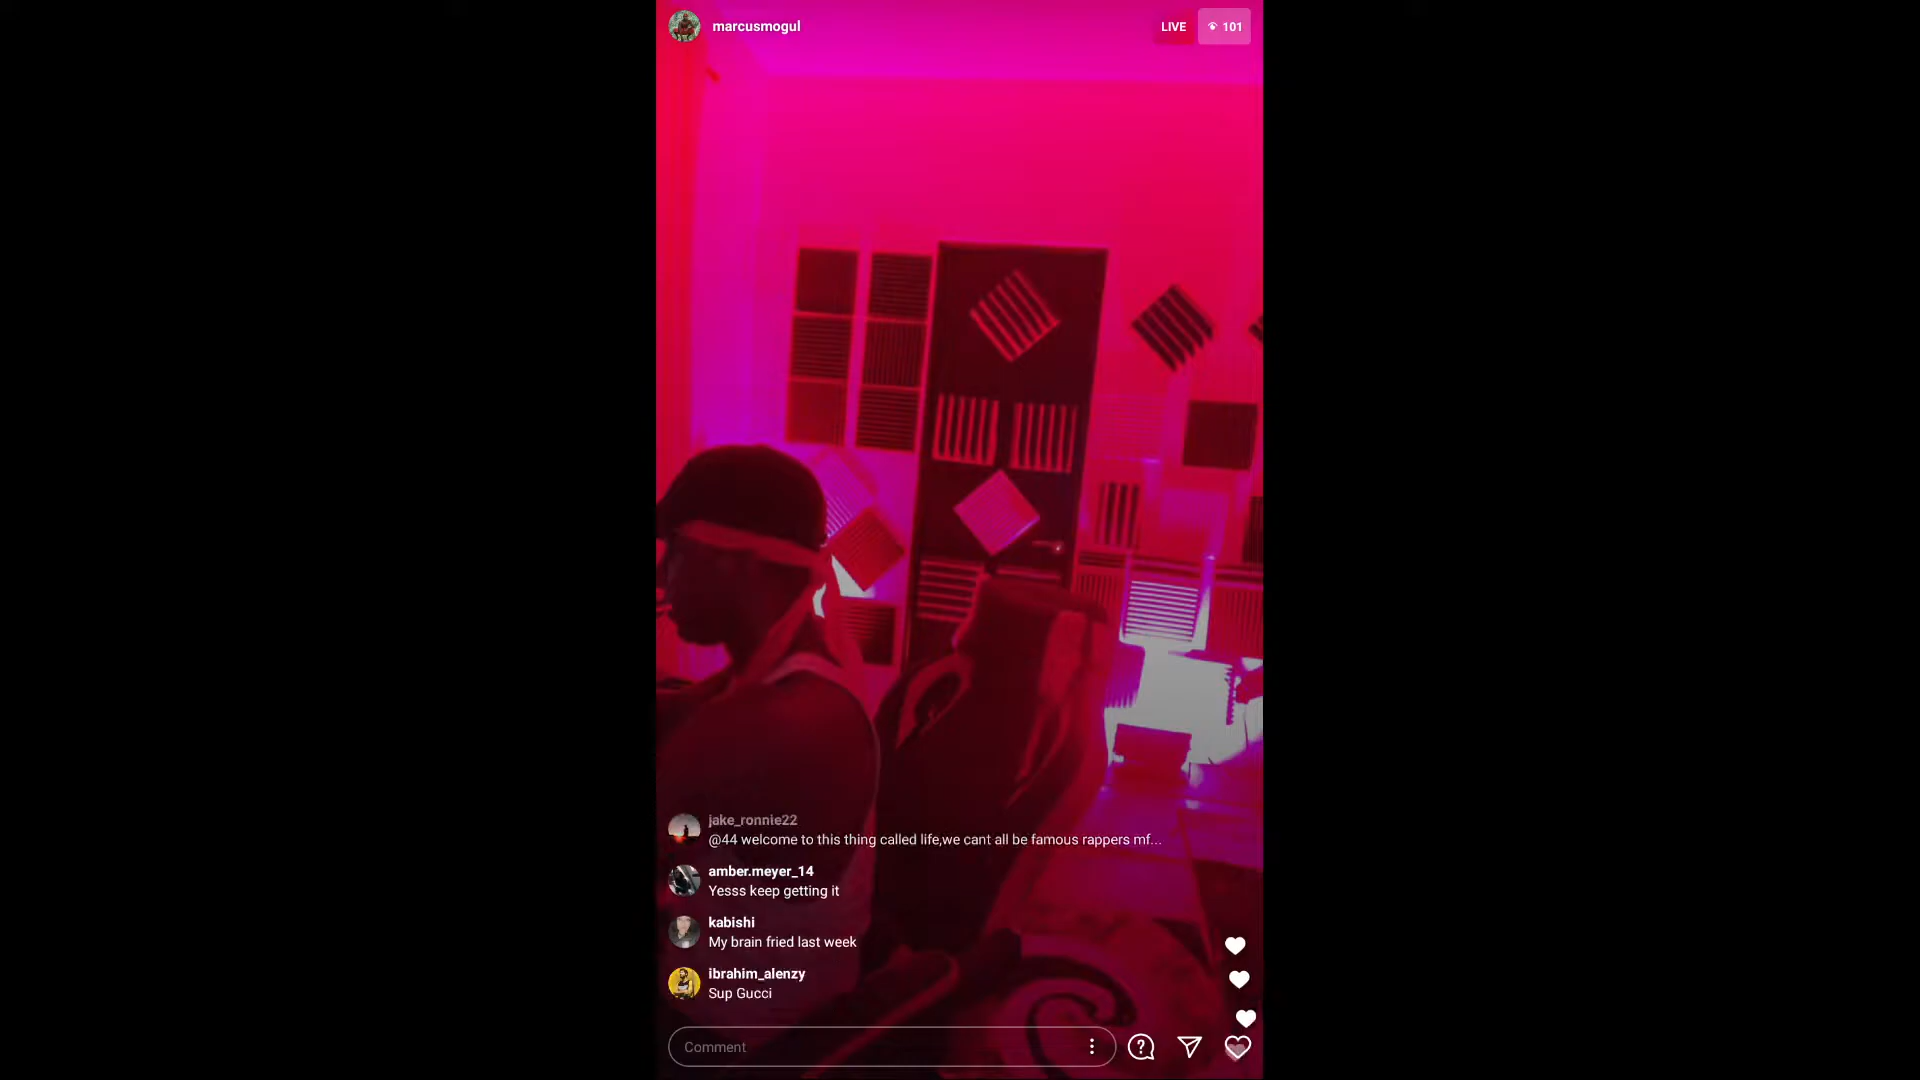 marcusmogul
LIVE
101
jake_ronnie22
@44 welcome to this thing called life,we cant all be famous rappers mf...
amber.meyer_14
Yesss keep getting it
kabishi
My brain fried last week
ibrahim_alenzy
Sup Gucci
Comment